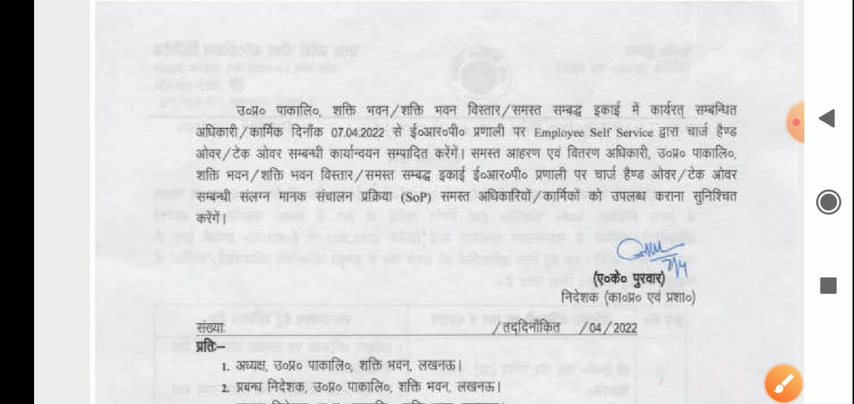 उ०प्र० पाकालि०, शक्ति भवन/शक्ति भवन विस्तार/समस्त सम्बद्ध इकाई में कार्यरत् सम्बन्धित
अधिकारी/कार्मिक दिनाँक 07.04.2022 से ई०आर०पी० प्रणाली पर Employee Self Service द्वारा चार्ज हैण्ड
ओवर/टेक ओवर सम्बन्धी कार्यान्वयन सम्पादित करेंगें। समस्त आहरण एवं वितरण अधिकारी, उ०प्र० पाकालि०,
शक्ति भवन/शक्ति भवन विस्तार/समस्त सम्बद्ध इकाई ई०आर०पी० प्रणाली पर चार्ज हैण्ड ओवर/टेक ओवर
सम्बन्धी संलग्न मानक संचालन प्रक्रिया (SoP) समस्त अधिकारियों/कार्मिकों को उपलब्ध कराना सुनिश्चित
करेंगें।
7/4
(ए०के० पुरवार)
निदेशक (का०प्र० एवं प्रशा०)
संख्याः /तद्दिनांकित /04/2022
प्रतिः–
1. अध्यक्ष, उ०प्र० पाकालि०, शक्ति भवन, लखनऊ।
2. प्रबन्ध निदेशक, उ०प्र० पाकालि०, शक्ति भवन, लखनऊ।